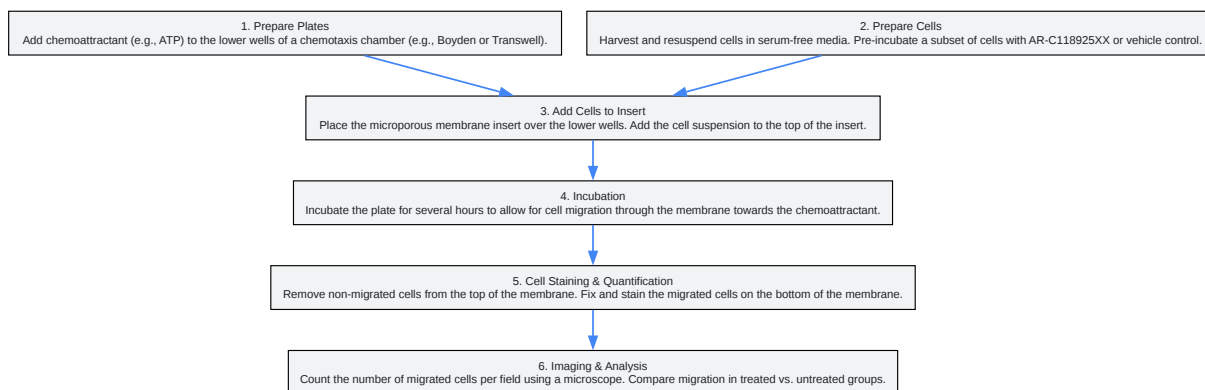 1. Prepare Plates
Add chemoattractant (e.g., ATP) to the lower wells of a chemotaxis chamber (e.g., Boyden or Transwell).
2. Prepare Cells
Harvest and resuspend cells in serum-free media. Pre-incubate a subset of cells with AR-C118925XX or vehicle control.
3. Add Cells to Insert
Place the microporous membrane insert over the lower wells. Add the cell suspension to the top of the insert.
4. Incubation
Incubate the plate for several hours to allow for cell migration through the membrane towards the chemoattractant.
5. Cell Staining & Quantification
Remove non-migrated cells from the top of the membrane. Fix and stain the migrated cells on the bottom of the membrane.
6. Imaging & Analysis
Count the number of migrated cells per field using a microscope. Compare migration in treated vs. untreated groups.